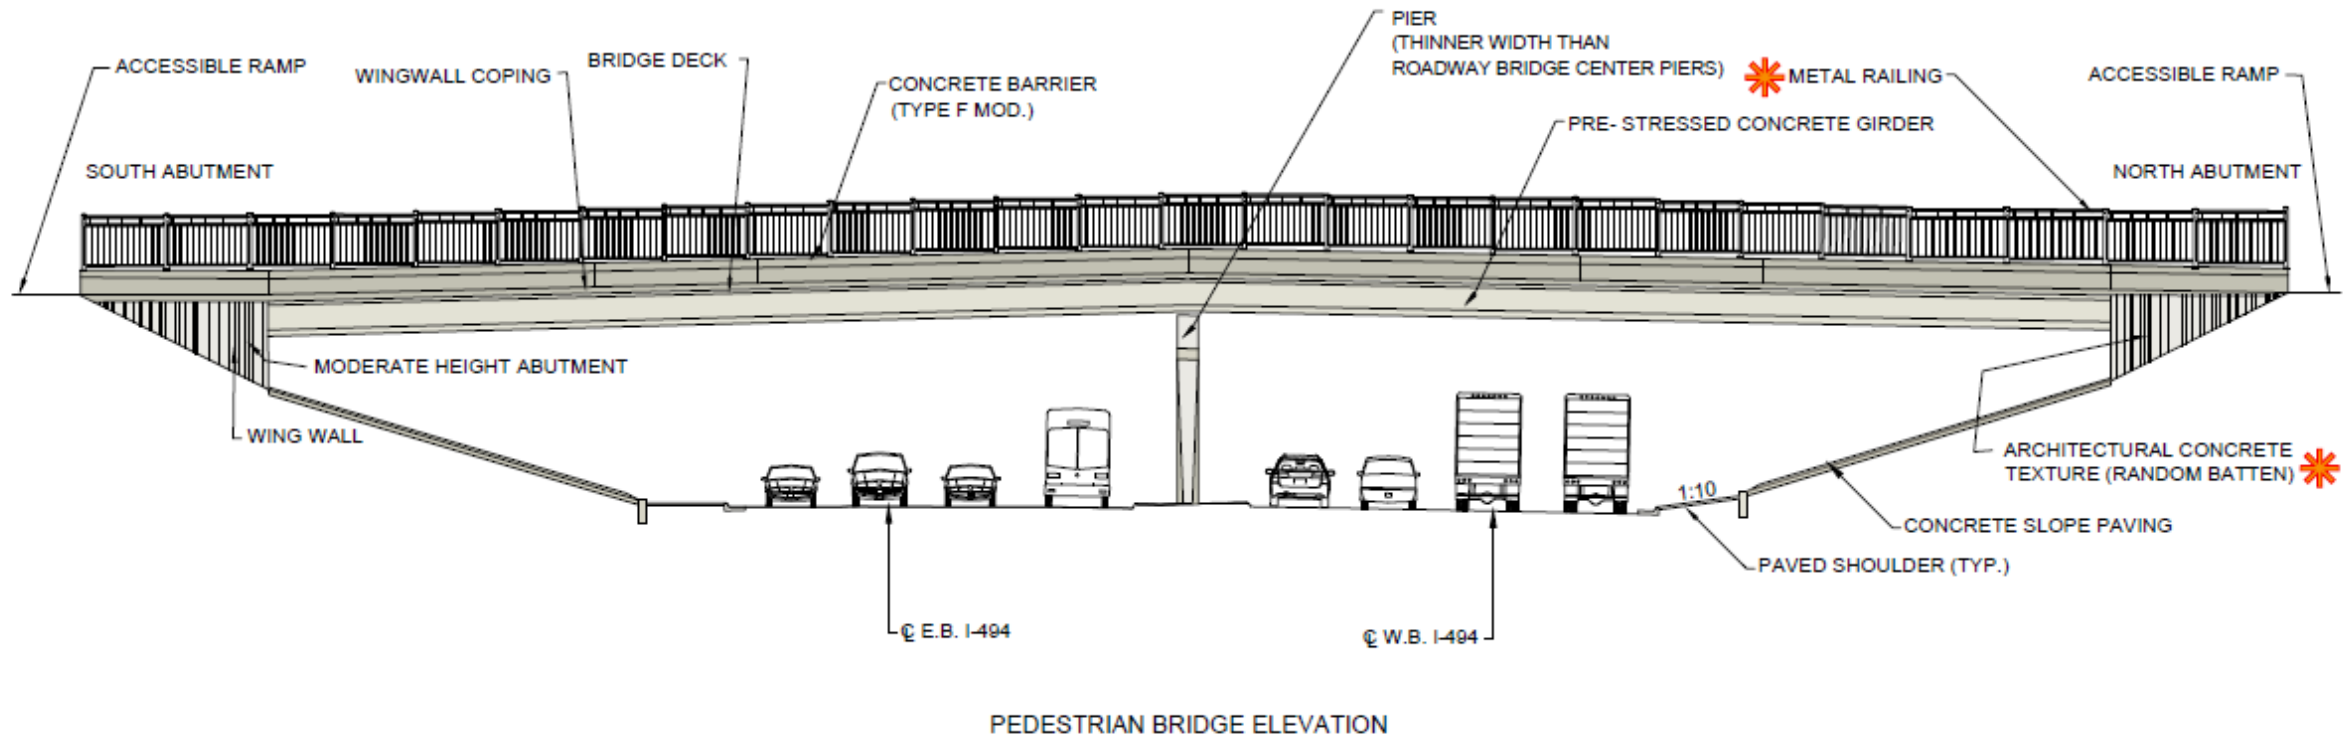 PIER
(THINNER WIDTH THAN
ROADWAY BRIDGE CENTER PIERS)
ACCESSIBLE RAMP
WINGWALL COPING
BRIDGE DECK
CONCRETE BARRIER
(TYPE F MOD.)
METAL RAILING
ACCESSIBLE RAMP
PRE- STRESSED CONCRETE GIRDER
SOUTH ABUTMENT
NORTH ABUTMENT
MODERATE HEIGHT ABUTMENT
WING WALL
ARCHITECTURAL CONCRETE
TEXTURE (RANDOM BATTEN)
1:10
CONCRETE SLOPE PAVING
PAVED SHOULDER (TYP.)
℄ E.B. I-494
℄ W.B. I-494
PEDESTRIAN BRIDGE ELEVATION